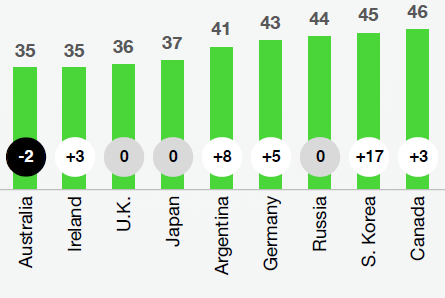 35 35 36 37 41 43 44 45 46
-2 +3 0 0 +8 +5 0 +17 +3
Australia
Ireland
U.K.
Japan
Argentina
Germany
Russia
S. Korea
Canada